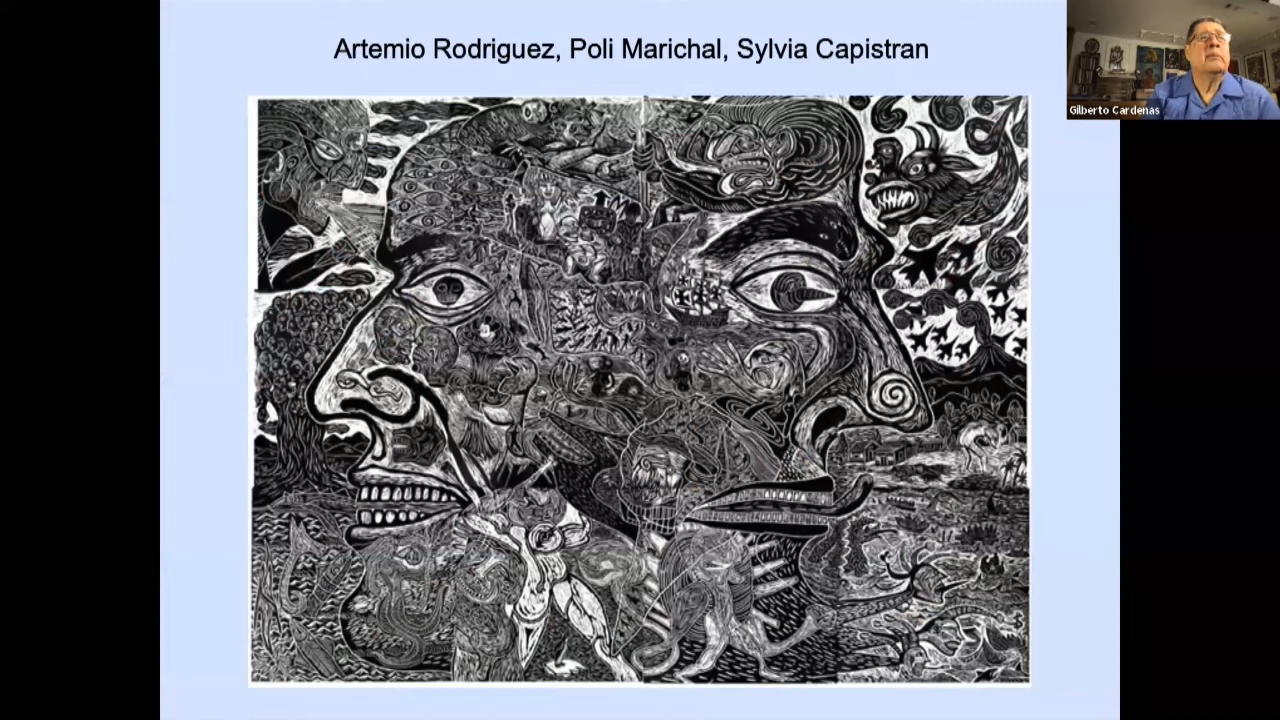 Artemio Rodriguez, Poli Marichal, Sylvia Capistran
Gilberto Cardenas